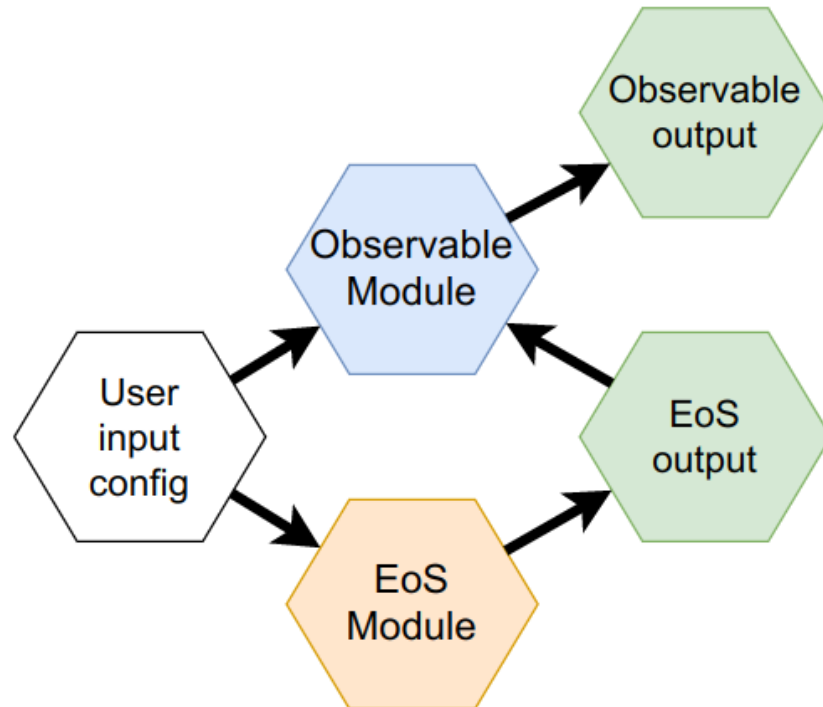 Observable
output
Observable
Module
User
input
config
EoS
output
EoS
Module